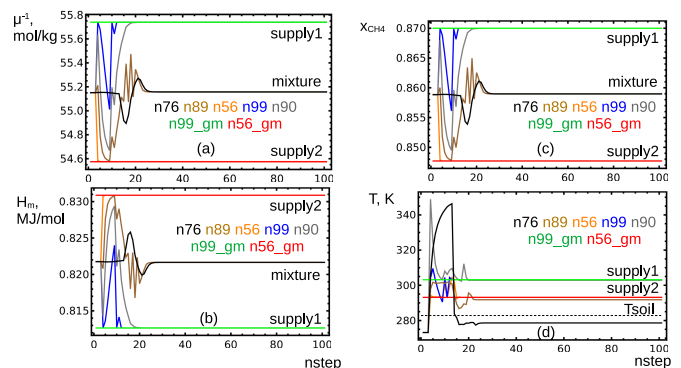 μ⁻¹,
mol/kg
55.8
55.6
55.4
55.2
55.0
54.8
54.6
0 20 40 60 80 100
supply1
mixture
n76 n89 n56 n99 n90
n99_gm n56_gm
(a)
supply2
xCH4
0.870
0.865
0.860
0.855
0.850
0 20 40 60 80 100
supply1
mixture
n76 n89 n56 n99 n90
n99_gm n56_gm
(c)
supply2
Hm,
MJ/mol
0.830
0.825
0.820
0.815
0 20 40 60 80 100
supply2
n76 n89 n56 n99 n90
n99_gm n56_gm
mixture
(b)
supply1
nstep
T, K
340
320
300
280
0 20 40 60 80 100
n76 n89 n56 n99 n90
n99_gm n56_gm
supply1
supply2
Tsoil
(d)
nstep